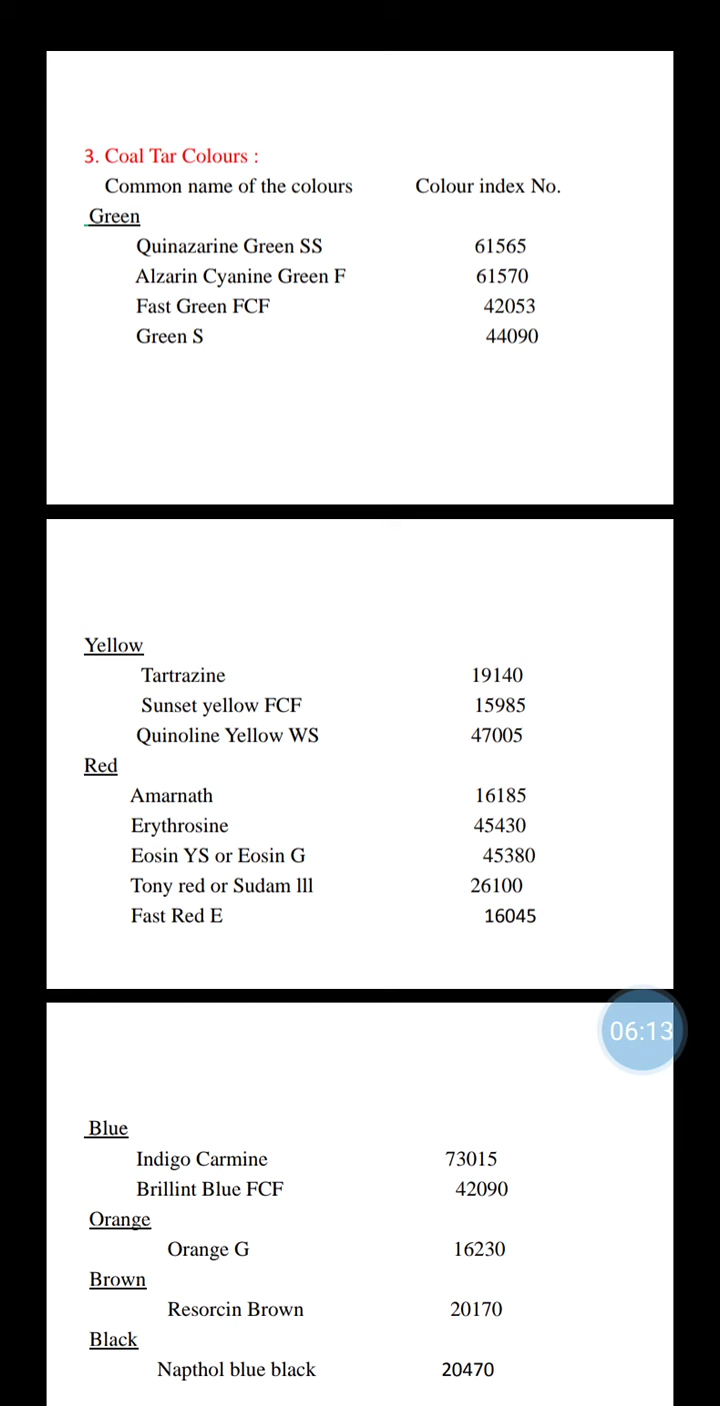 3. Coal Tar Colours :
Common name of the colours Colour index No.
Green
Quinazarine Green SS 61565
Alzarin Cyanine Green F 61570
Fast Green FCF 42053
Green S 44090
Yellow
Tartrazine 19140
Sunset yellow FCF 15985
Quinoline Yellow WS 47005
Red
Amarnath 16185
Erythrosine 45430
Eosin YS or Eosin G 45380
Tony red or Sudam lll 26100
Fast Red E 16045
06:13
Blue
Indigo Carmine 73015
Brillint Blue FCF 42090
Orange
Orange G 16230
Brown
Resorcin Brown 20170
Black
Napthol blue black 20470